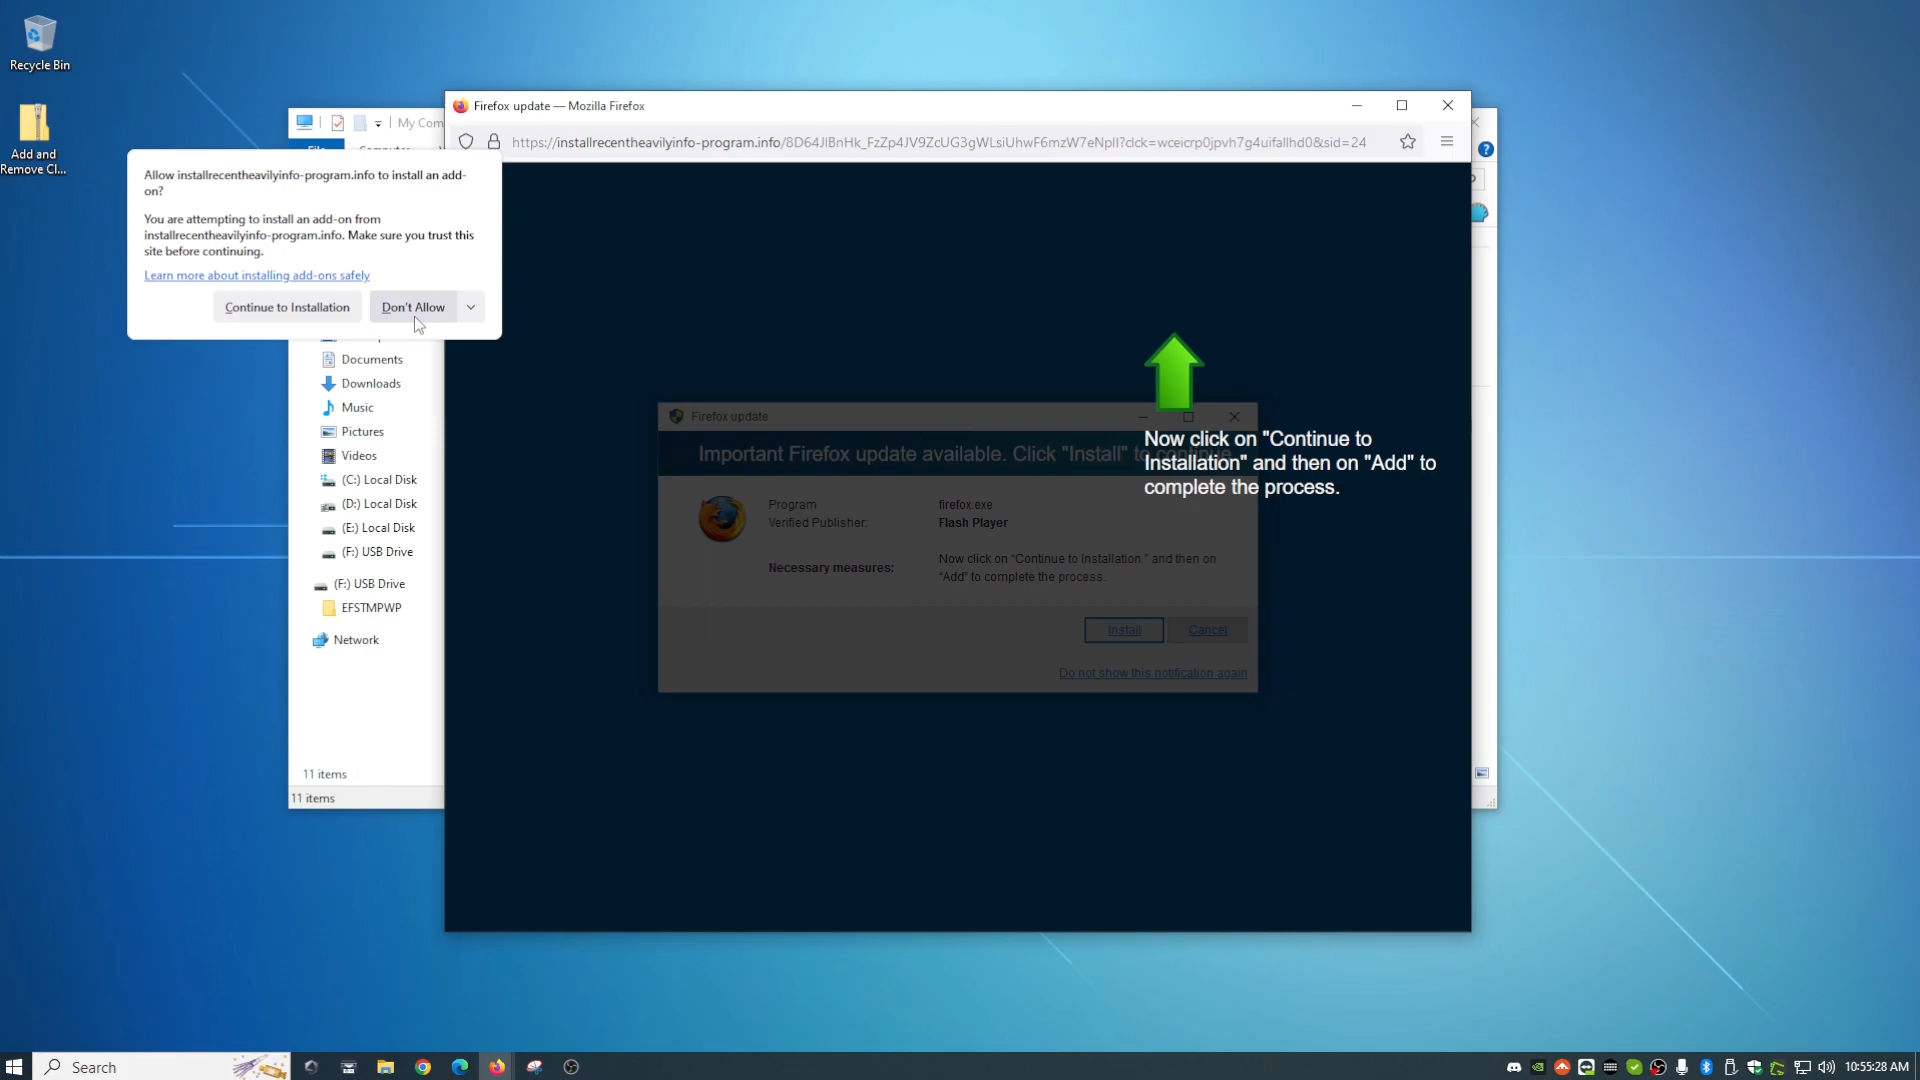 Recycle Bin
Add and
Remove Cl...
My Com
File
Computer
Firefox update — Mozilla Firefox
https://installrecentheavilyinfo-program.info/8D64JlBnHk_FzZp4JV9ZcUG3gWLsiUhwF6mzW7eNpII?clck=wceicrp0jpvh7g4uifallhd0&sid=24
Allow installrecentheavilyinfo-program.info to install an add-
on?
You are attempting to install an add-on from
installrecentheavilyinfo-program.info. Make sure you trust this
site before continuing.
Learn more about installing add-ons safely
Continue to Installation
Don't Allow
Documents
Downloads
Music
Pictures
Videos
(C:) Local Disk
(D:) Local Disk
(E:) Local Disk
(F:) USB Drive
(F:) USB Drive
EFSTMPWP
Network
11 items
11 items
Now click on "Continue to
Installation" and then on "Add" to
complete the process.
Firefox update
Important Firefox update available. Click "Install" to continue
Program
firefox.exe
Verified Publisher:
Flash Player
Necessary measures:
Now click on “Continue to Installation ” and then on
“Add” to complete the process.
Install
Cancel
Do not show this notification again
Search
10:55:28 AM